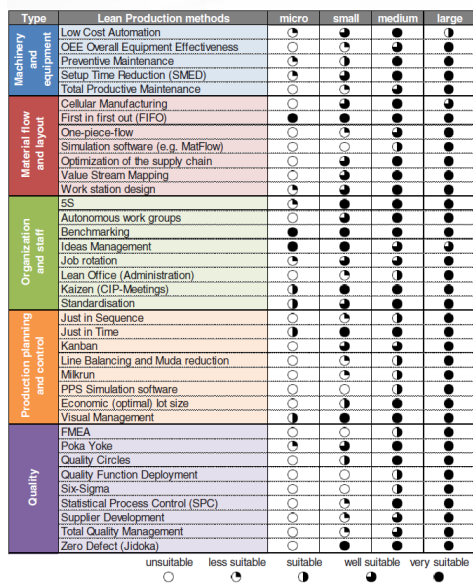 Type Lean Production methods micro small medium large
Machinery and equipment
Low Cost Automation
OEE Overall Equipment Effectiveness
Preventive Maintenance
Setup Time Reduction (SMED)
Total Productive Maintenance
Material flow and layout
Cellular Manufacturing
First in first out (FIFO)
One-piece-flow
Simulation software (e.g. MatFlow)
Optimization of the supply chain
Value Stream Mapping
Work station design
Organization and staff
5S
Autonomous work groups
Benchmarking
Ideas Management
Job rotation
Lean Office (Administration)
Kaizen (CIP-Meetings)
Standardisation
Production planning and control
Just in Sequence
Just in Time
Kanban
Line Balancing and Muda reduction
Milkrun
PPS Simulation software
Economic (optimal) lot size
Visual Management
Quality
FMEA
Poka Yoke
Quality Circles
Quality Function Deployment
Six-Sigma
Statistical Process Control (SPC)
Supplier Development
Total Quality Management
Zero Defect (Jidoka)
unsuitable less suitable suitable well suitable very suitable